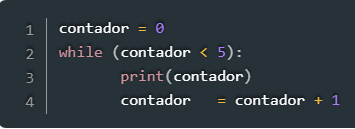 1 contador = 0
2 while (contador < 5):
3 print(contador)
4 contador = contador + 1